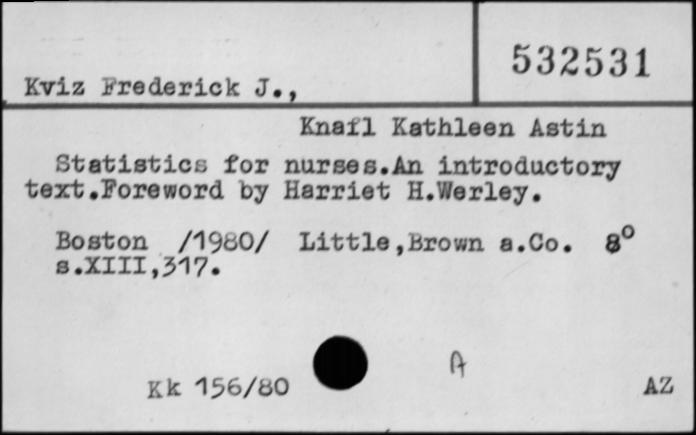 532531
Kviz Frederick J.,
Knafl Kathleen Astin
Statistics for nurses.An introductory
text.Foreword by Harriet H.Werley.
Boston /1980/ Little,Brown a.Co. 8°
s.XIII,317.
A
Kk 156/80
AZ